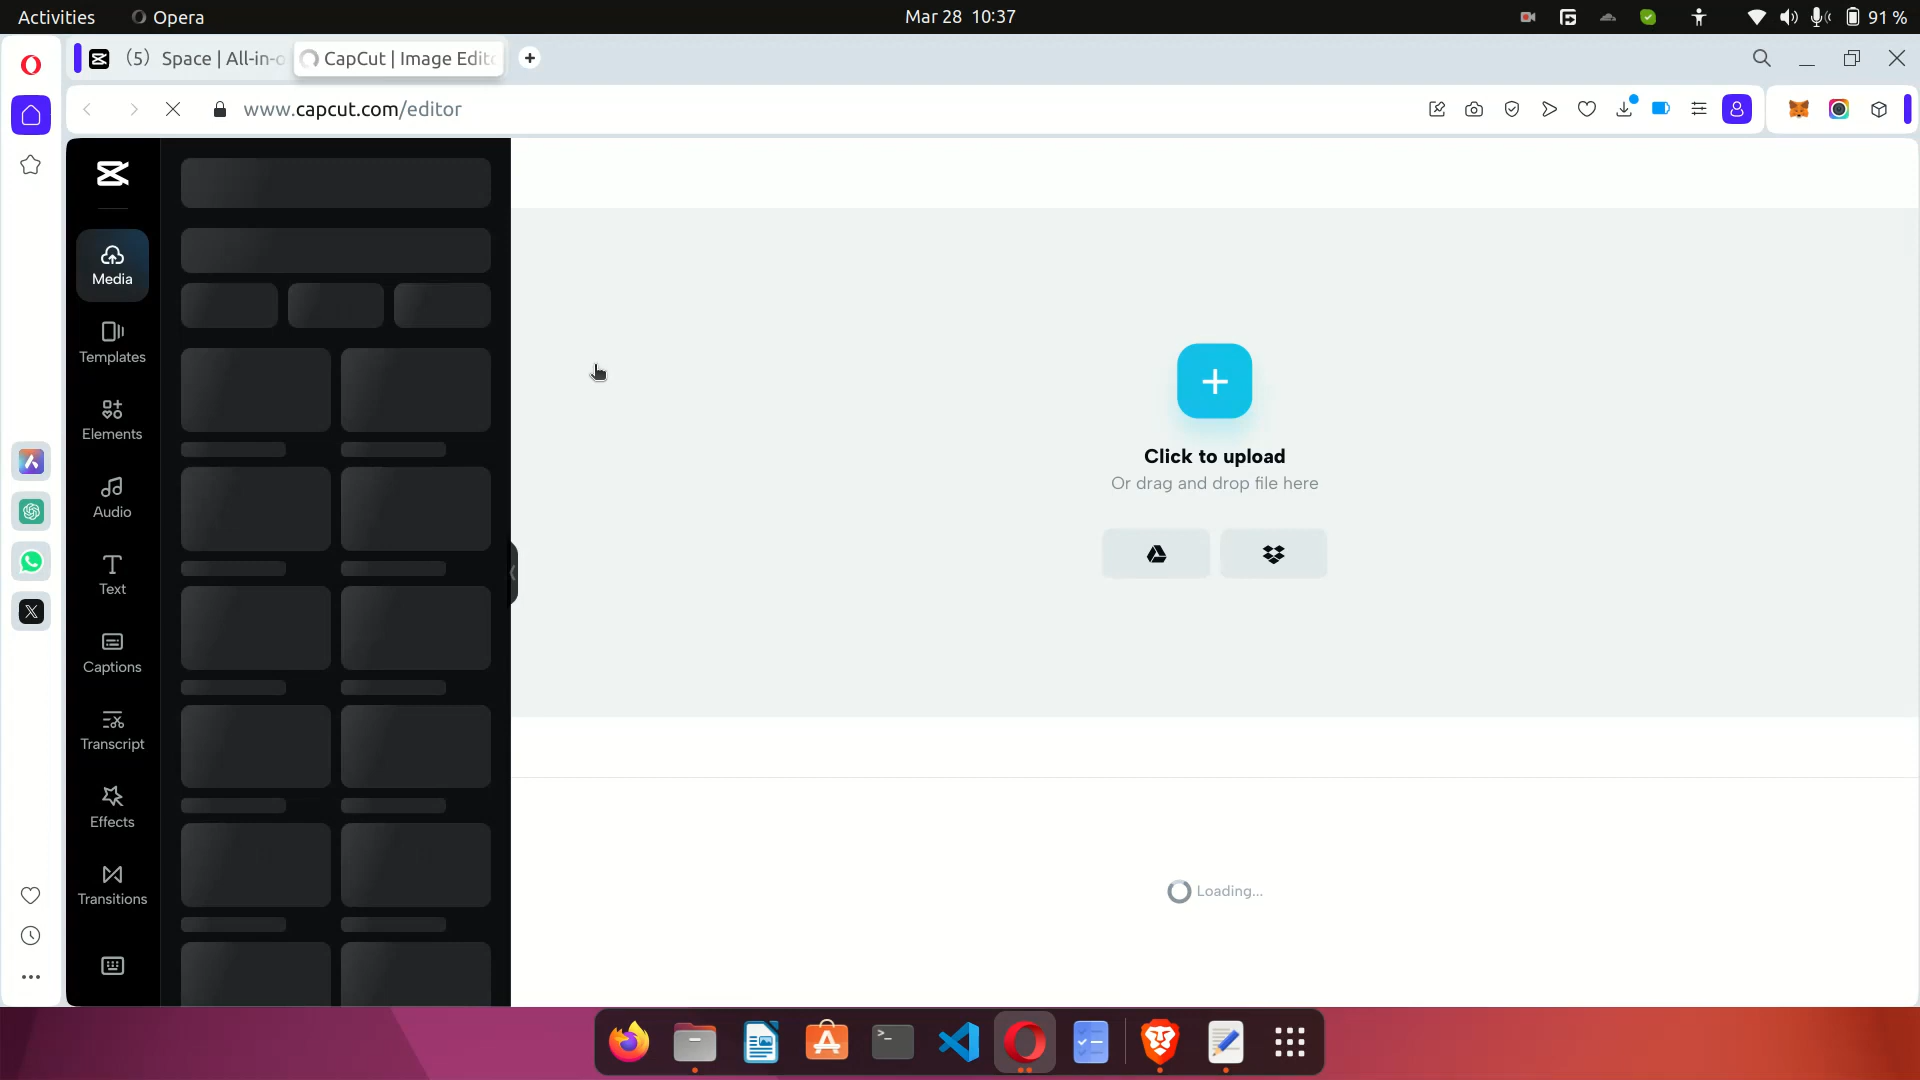 Activities
Opera
Mar 28 10:37
91 %
(5) Space | All-in-o
CapCut | Image Edito
www.capcut.com/editor
Media
Templates
Elements
Audio
Text
Captions
Transcript
Effects
Transitions
Click to upload
Or drag and drop file here
Loading...